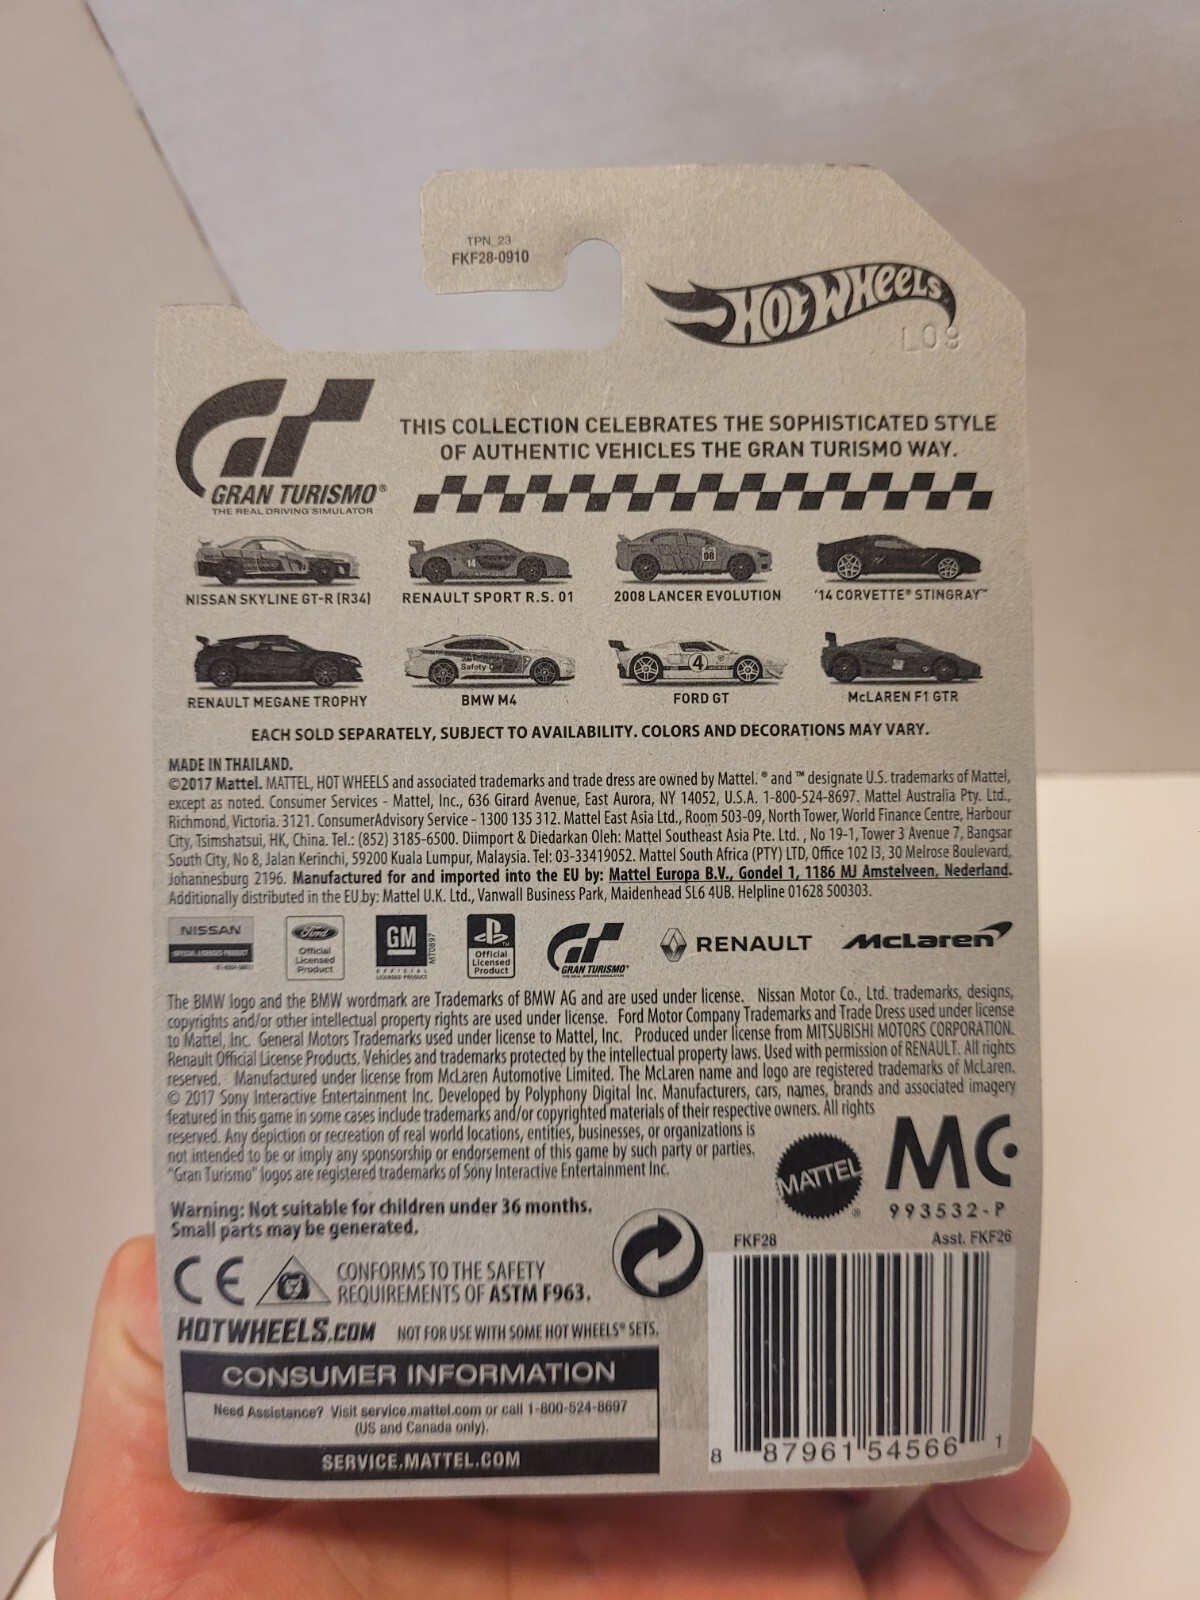 TPN_23
FKF28-0910
HOT WHEELS
L09
GT
GRAN TURISMO®
THE REAL DRIVING SIMULATOR
THIS COLLECTION CELEBRATES THE SOPHISTICATED STYLE
OF AUTHENTIC VEHICLES THE GRAN TURISMO WAY.
14
08
NISSAN SKYLINE GT-R (R34)
RENAULT SPORT R.S. 01
2008 LANCER EVOLUTION
'14 CORVETTE® STINGRAY™
Safety
4
RENAULT MEGANE TROPHY
BMW M4
FORD GT
McLAREN F1 GTR
EACH SOLD SEPARATELY, SUBJECT TO AVAILABILITY. COLORS AND DECORATIONS MAY VARY.
MADE IN THAILAND.
©2017 Mattel. MATTEL, HOT WHEELS and associated trademarks and trade dress are owned by Mattel. ® and ™ designate U.S. trademarks of Mattel,
except as noted. Consumer Services - Mattel, Inc., 636 Girard Avenue, East Aurora, NY 14052, U.S.A. 1-800-524-8697. Mattel Australia Pty. Ltd.,
Richmond, Victoria. 3121. ConsumerAdvisory Service - 1300 135 312. Mattel East Asia Ltd., Room 503-09, North Tower, World Finance Centre, Harbour
City, Tsimshatsui, HK, China. Tel.: (852) 3185-6500. Diimport & Diedarkan Oleh: Mattel Southeast Asia Pte. Ltd. , No 19-1, Tower 3 Avenue 7, Bangsar
South City, No 8, Jalan Kerinchi, 59200 Kuala Lumpur, Malaysia. Tel: 03-33419052. Mattel South Africa (PTY) LTD, Office 102 I3, 30 Melrose Boulevard,
Johannesburg 2196. Manufactured for and imported into the EU by: Mattel Europa B.V., Gondel 1, 1186 MJ Amstelveen, Nederland.
Additionally distributed in the EU by: Mattel U.K. Ltd., Vanwall Business Park, Maidenhead SL6 4UB. Helpline 01628 500303.
NISSAN
OFFICIAL LICENSED PRODUCT
Ford
Official
Licensed
Product
GM
OFFICIAL
LICENSED PRODUCT
MT0897
Official
Licensed
Product
GT
GRAN TURISMO®
RENAULT
McLaren
The BMW logo and the BMW wordmark are Trademarks of BMW AG and are used under license. Nissan Motor Co., Ltd. trademarks, designs,
copyrights and/or other intellectual property rights are used under license. Ford Motor Company Trademarks and Trade Dress used under license
to Mattel, Inc. General Motors Trademarks used under license to Mattel, Inc. Produced under license from MITSUBISHI MOTORS CORPORATION.
Renault Official License Products. Vehicles and trademarks protected by the intellectual property laws. Used with permission of RENAULT. All rights
reserved. Manufactured under license from McLaren Automotive Limited. The McLaren name and logo are registered trademarks of McLaren.
© 2017 Sony Interactive Entertainment Inc. Developed by Polyphony Digital Inc. Manufacturers, cars, names, brands and associated imagery
featured in this game in some cases include trademarks and/or copyrighted materials of their respective owners. All rights
reserved. Any depiction or recreation of real world locations, entities, businesses, or organizations is
not intended to be or imply any sponsorship or endorsement of this game by such party or parties.
"Gran Turismo" logos are registered trademarks of Sony Interactive Entertainment Inc.
MATTEL®
MC
993532-P
Warning: Not suitable for children under 36 months.
Small parts may be generated.
FKF28
Asst. FKF26
CE
CONFORMS TO THE SAFETY
REQUIREMENTS OF ASTM F963.
HOTWHEELS.COM
NOT FOR USE WITH SOME HOT WHEELS® SETS.
CONSUMER INFORMATION
Need Assistance? Visit service.mattel.com or call 1-800-524-8697
(US and Canada only).
SERVICE.MATTEL.COM
8 87961 54566 1